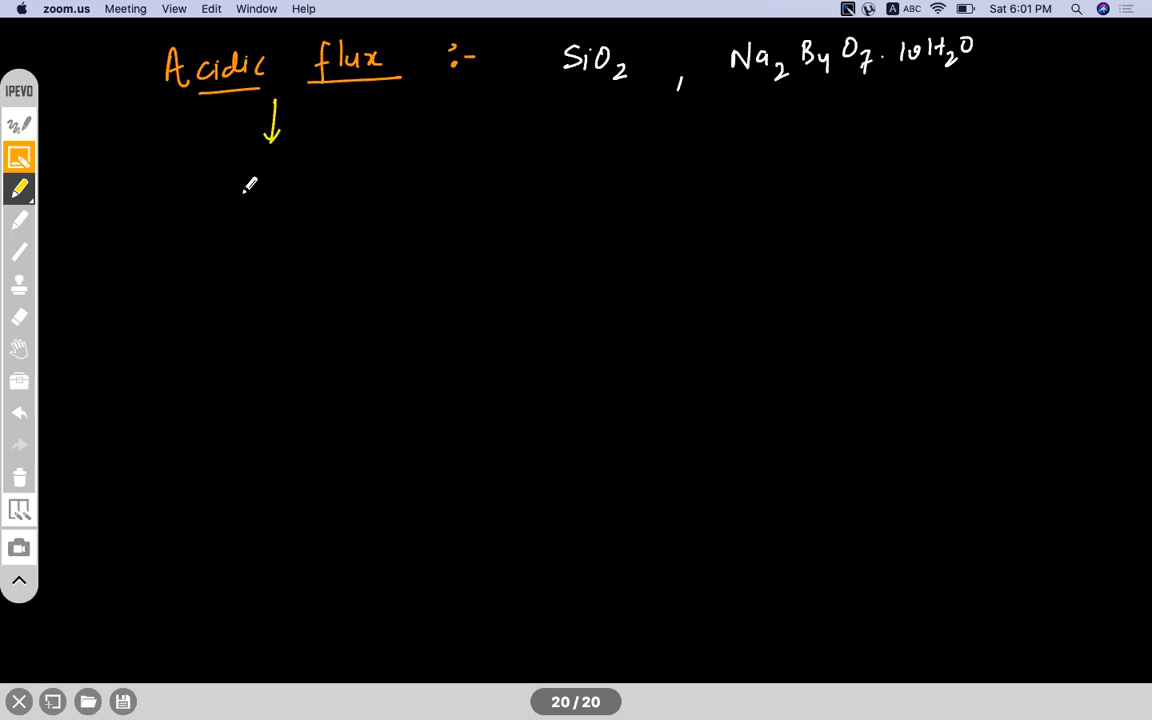 zoom.us Meeting View Edit Window Help ABC Sat 6:01 PM
Acidic flux :- SiO2 , Na2B4O7. 10H2O
IPEVO
20 / 20